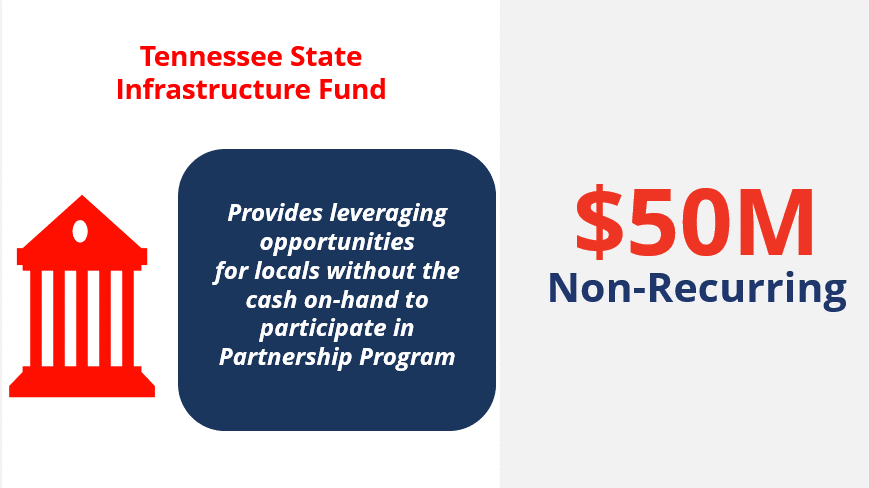 Tennessee State
Infrastructure Fund
Provides leveraging
opportunities
for locals without the
cash on-hand to
participate in
Partnership Program
$50M
Non-Recurring